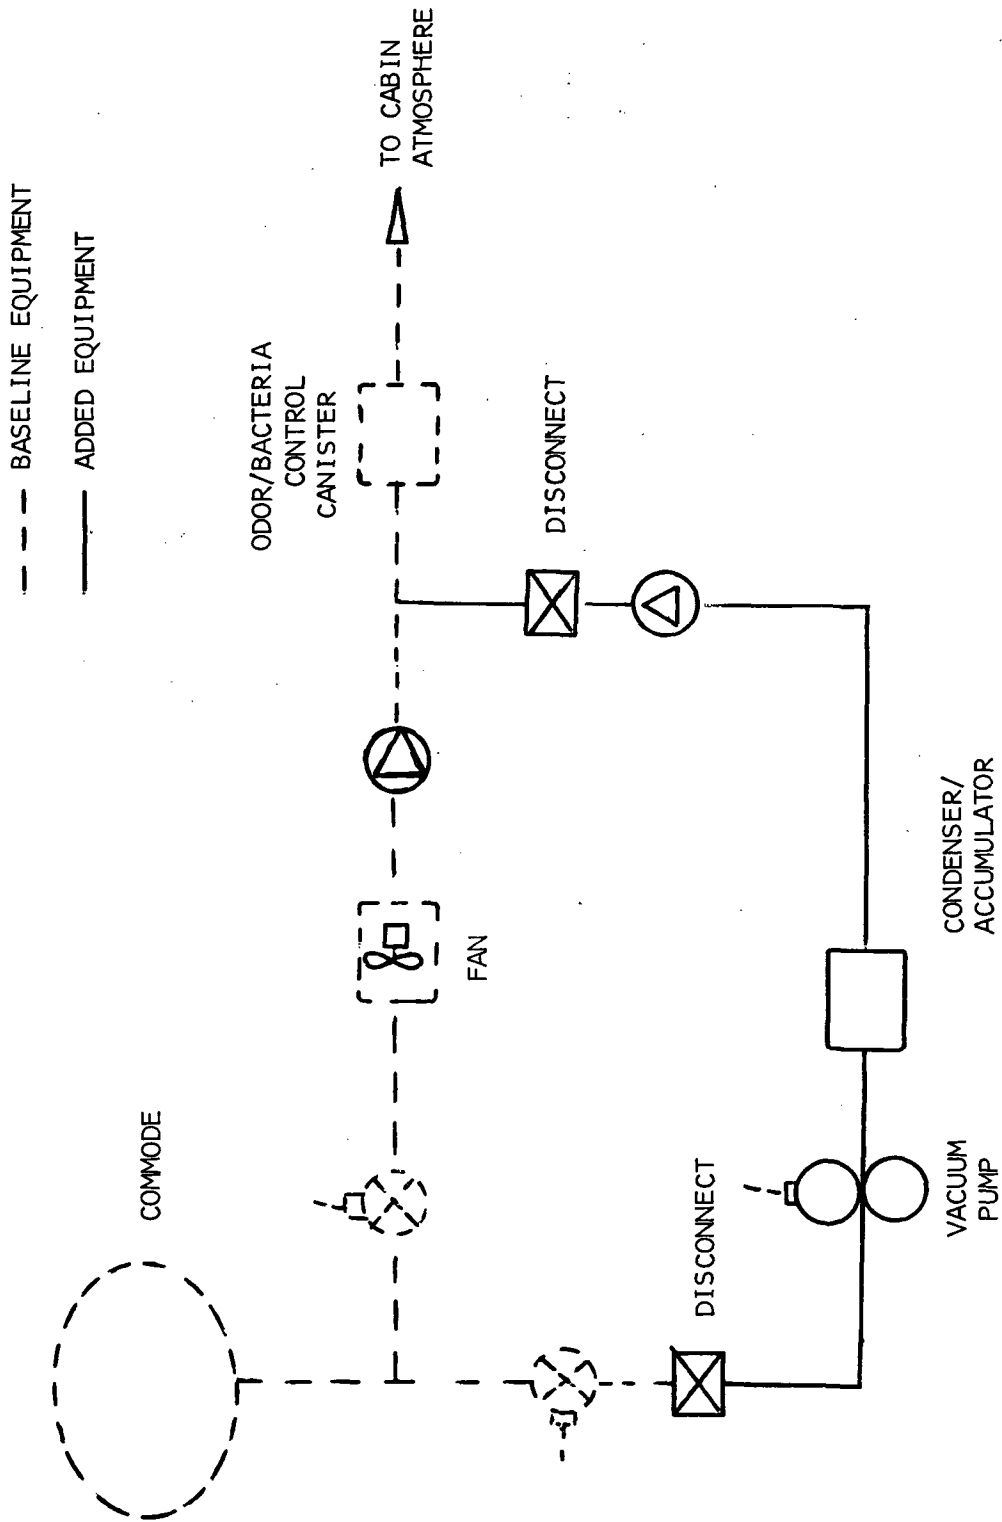 BASELINE EQUIPMENT
ADDED EQUIPMENT
COMMODE
ODOR/BACTERIA
CONTROL
CANISTER
TO CABIN
ATMOSPHERE
FAN
DISCONNECT
DISCONNECT
VACUUM
PUMP
CONDENSER/
ACCUMULATOR